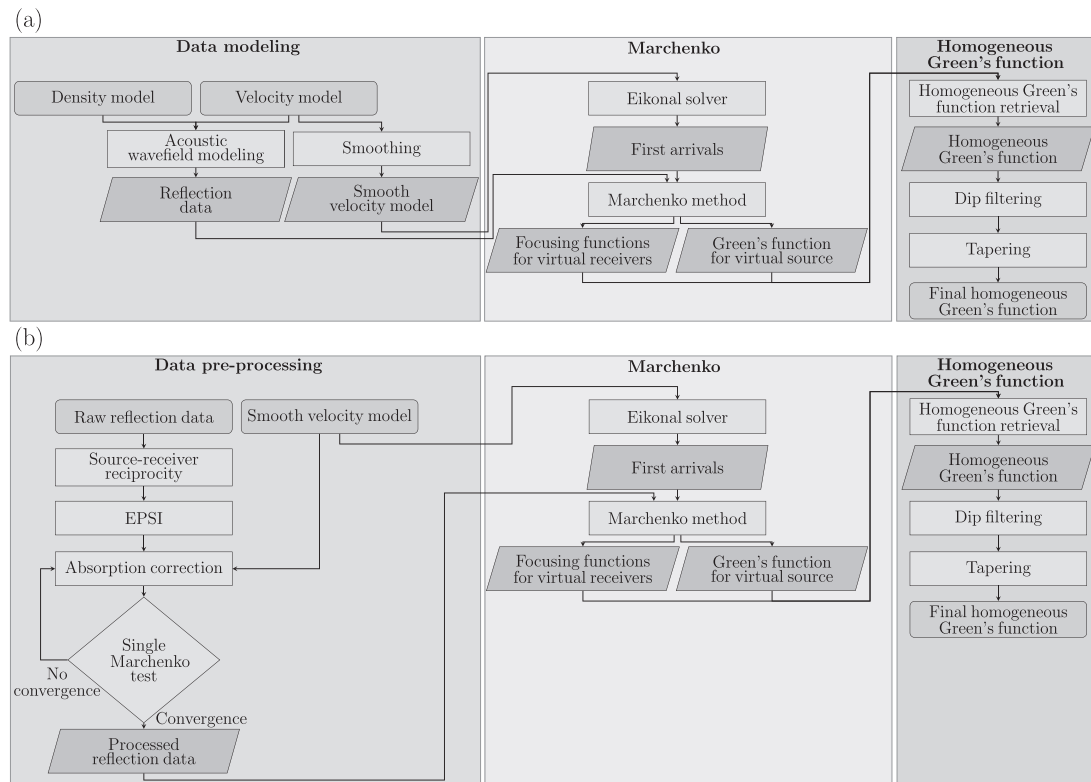 (a)
Data modeling
Density model
Velocity model
Acoustic
wavefield modeling
Smoothing
Reflection
data
Smooth
velocity model
Marchenko
Eikonal solver
First arrivals
Marchenko method
Focusing functions
for virtual receivers
Green's function
for virtual source
Homogeneous
Green's function
Homogeneous Green's
function retrieval
Homogeneous
Green's function
Dip filtering
Tapering
Final homogeneous
Green's function
(b)
Data pre-processing
Raw reflection data
Smooth velocity model
Source-receiver
reciprocity
EPSI
Absorption correction
Single
Marchenko
test
No
convergence
Convergence
Processed
reflection data
Marchenko
Eikonal solver
First arrivals
Marchenko method
Focusing functions
for virtual receivers
Green's function
for virtual source
Homogeneous
Green's function
Homogeneous Green's
function retrieval
Homogeneous
Green's function
Dip filtering
Tapering
Final homogeneous
Green's function